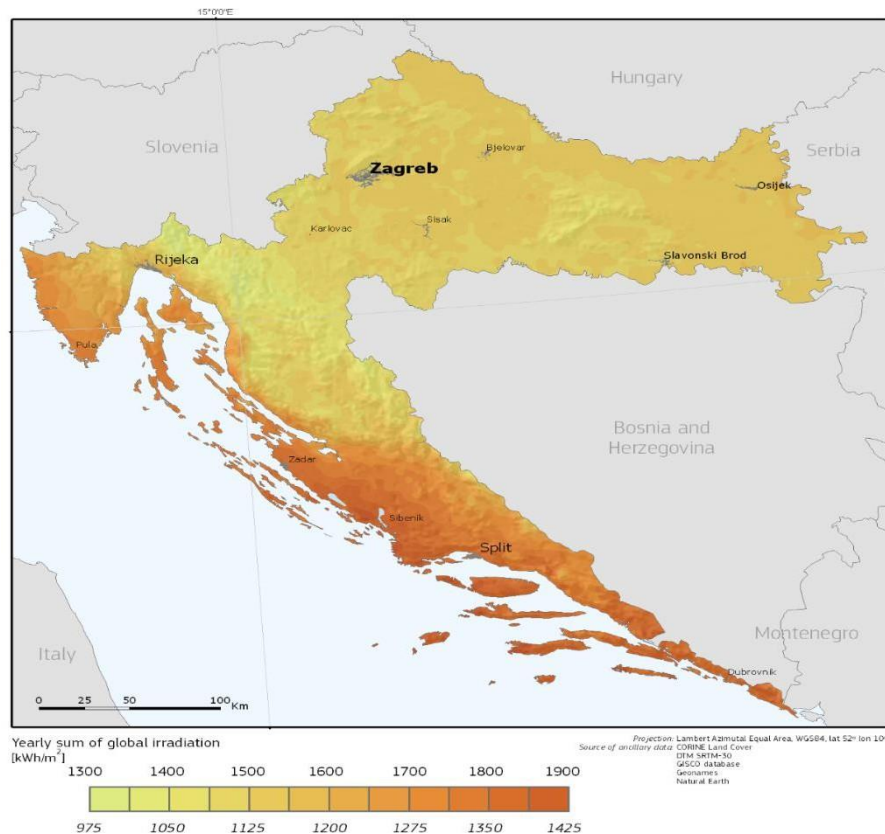 15°0'0"E
Hungary
Slovenia
Serbia
Bjelovar
Zagreb
Osijek
Sisak
Karlovac
Slavonski Brod
Rijeka
Pula
Bosnia and
Herzegovina
Zadar
Sibenik
Split
Montenegro
Italy
Dubrovnik
0 25 50 100 Km
Yearly sum of global irradiation
[kWh/m²]
Projection: Lambert Azimutal Equal Area, WGS84, lat 52° lon 10°
Source of ancillary data: CORINE Land Cover
DTM SRTM-30
GISCO database
Geonames
Natural Earth
1300 1400 1500 1600 1700 1800 1900
975 1050 1125 1200 1275 1350 1425